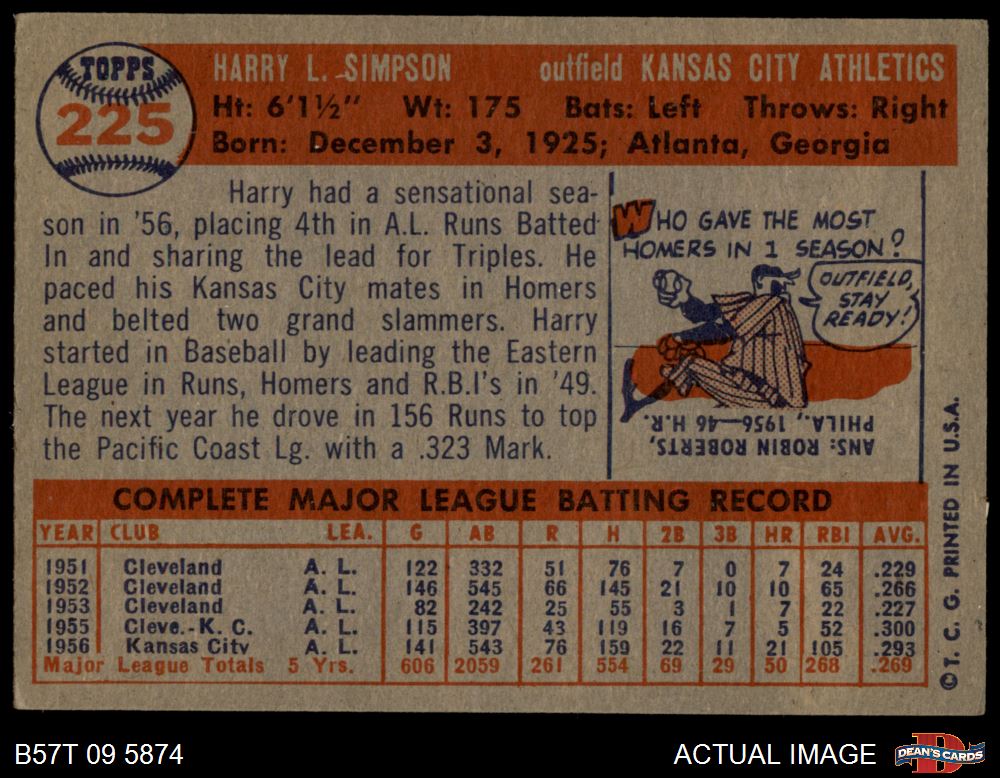 TOPPS
225
HARRY L. SIMPSON outfield KANSAS CITY ATHLETICS
Ht: 6'1½" Wt: 175 Bats: Left Throws: Right
Born: December 3, 1925; Atlanta, Georgia
Harry had a sensational sea-
son in '56, placing 4th in A.L. Runs Batted
In and sharing the lead for Triples. He
paced his Kansas City mates in Homers
and belted two grand slammers. Harry
started in Baseball by leading the Eastern
League in Runs, Homers and R.B.I's in '49.
The next year he drove in 156 Runs to top
the Pacific Coast Lg. with a .323 Mark.
WHO GAVE THE MOST
HOMERS IN 1 SEASON?
OUTFIELD,
STAY
READY!
ANS: ROBIN ROBERTS,
PHILA., 1956—46 H.R.
COMPLETE MAJOR LEAGUE BATTING RECORD
YEAR CLUB LEA. G AB R H 2B 3B HR RBI AVG.
1951 Cleveland A. L. 122 332 51 76 7 0 7 24 .229
1952 Cleveland A. L. 146 545 66 145 21 10 10 65 .266
1953 Cleveland A. L. 82 242 25 55 3 1 7 22 .227
1955 Cleve.-K. C. A. L. 115 397 43 119 16 7 5 52 .300
1956 Kansas City A. L. 141 543 76 159 22 11 21 105 .293
Major League Totals 5 Yrs. 606 2059 261 554 69 29 50 268 .269
©T. C. G. PRINTED IN U.S.A.
B57T 09 5874
ACTUAL IMAGE
DEAN'S CARDS